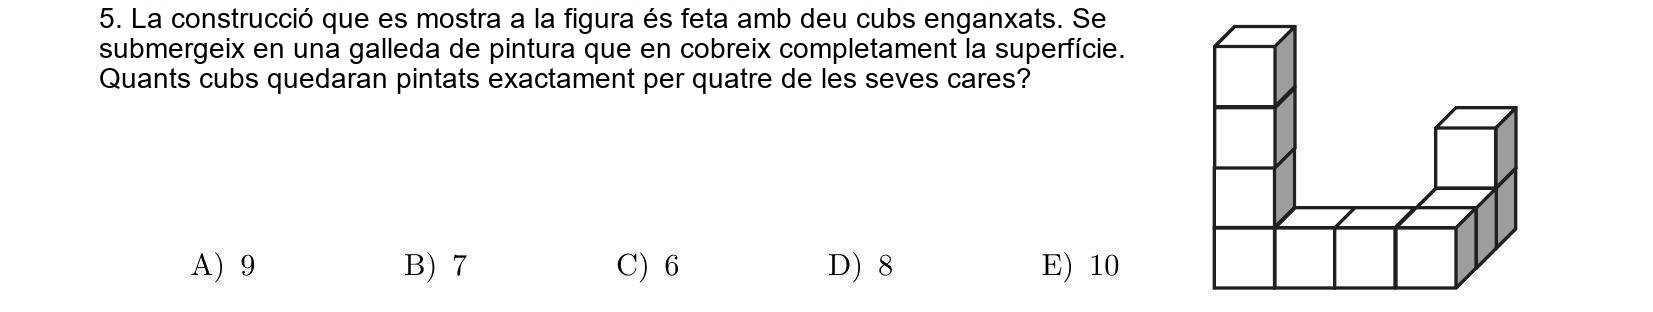 5. La construcció que es mostra a la figura és feta amb deu cubs enganxats. Se
submergeix en una galleda de pintura que en cobreix completament la superfície.
Quants cubs quedaran pintats exactament per quatre de les seves cares?
A) 9 B) 7 C) 6 D) 8 E) 10